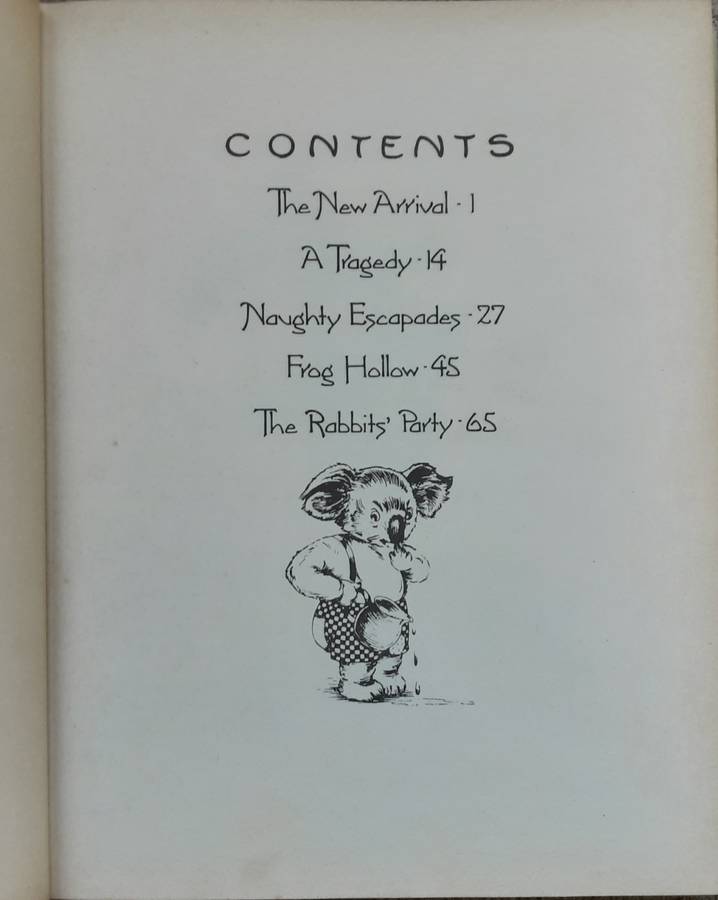 CONTENTS
The New Arrival · 1
A Tragedy · 14
Naughty Escapades · 27
Frog Hollow · 45
The Rabbits' Party · 65